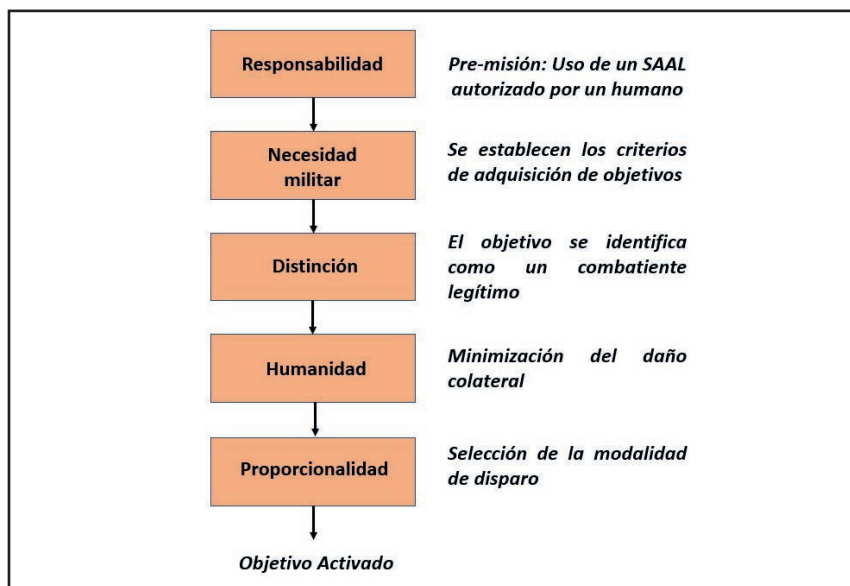 Responsabilidad
Pre-misión: Uso de un SAAL
autorizado por un humano
Necesidad
militar
Se establecen los criterios
de adquisición de objetivos
Distinción
El objetivo se identifica
como un combatiente
legítimo
Humanidad
Minimización del daño
colateral
Proporcionalidad
Selección de la modalidad
de disparo
Objetivo Activado